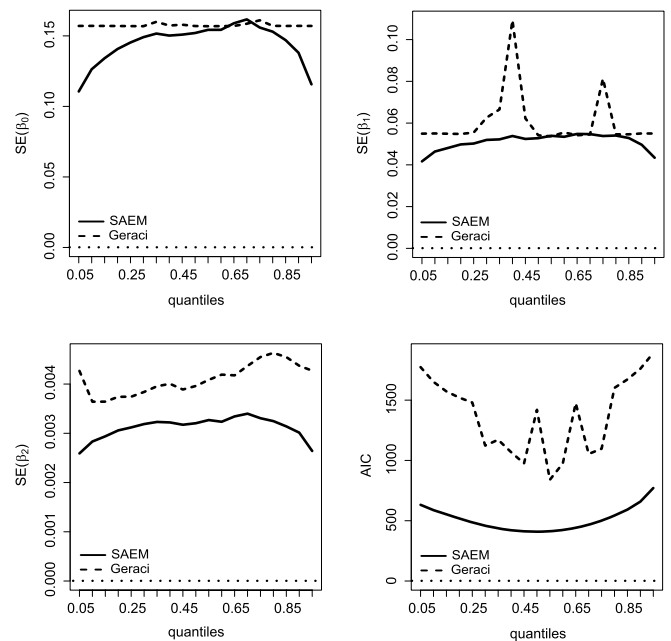 SE(β0)
0.15
0.10
0.05
0.00
SAEM
Geraci
0.05 0.25 0.45 0.65 0.85
quantiles
SE(β1)
0.10
0.08
0.06
0.04
0.02
0.00
SAEM
Geraci
0.05 0.25 0.45 0.65 0.85
quantiles
SE(β2)
0.004
0.003
0.002
0.001
0.000
SAEM
Geraci
0.05 0.25 0.45 0.65 0.85
quantiles
AIC
1500
1000
500
0
SAEM
Geraci
0.05 0.25 0.45 0.65 0.85
quantiles